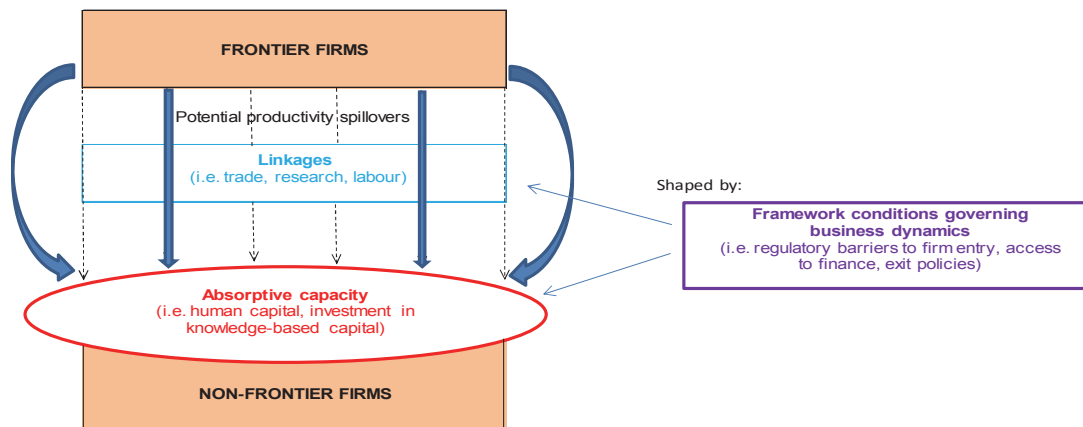 FRONTIER FIRMS
Potential productivity spillovers
Linkages
(i.e. trade, research, labour)
Shaped by:
Framework conditions governing
business dynamics
(i.e. regulatory barriers to firm entry, access
to finance, exit policies)
Absorptive capacity
(i.e. human capital, investment in
knowledge-based capital)
NON-FRONTIER FIRMS